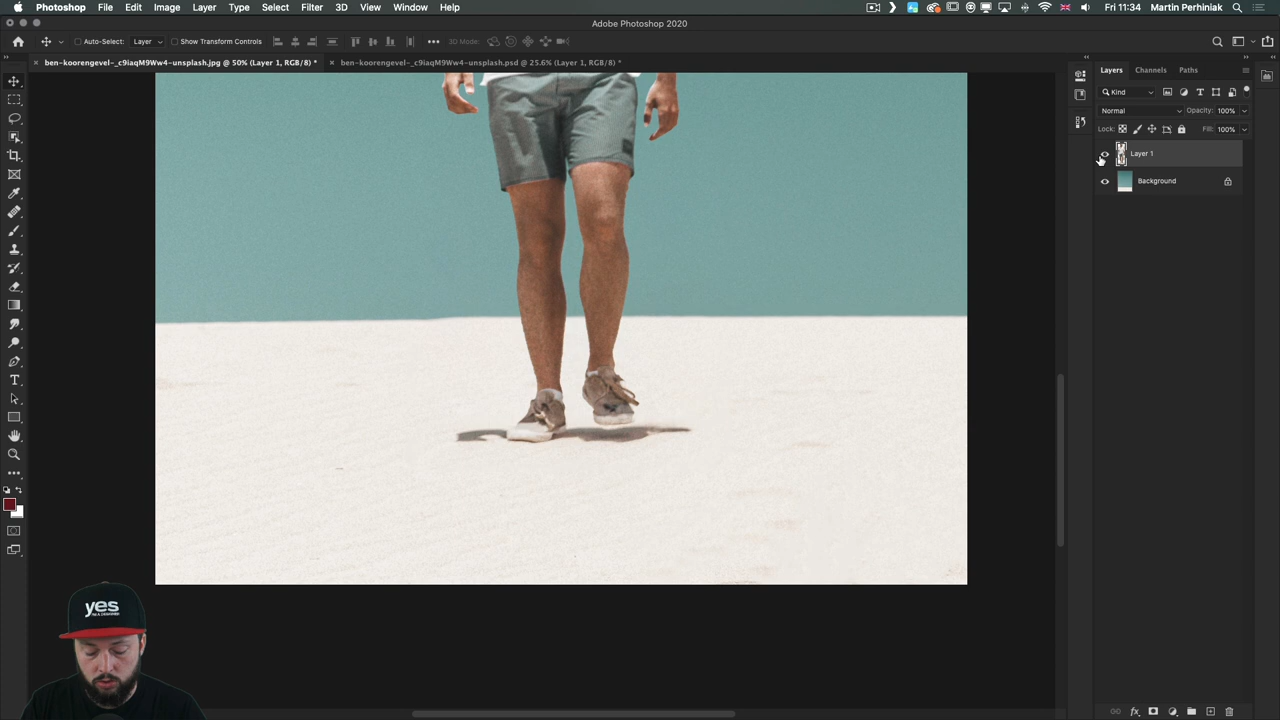 Photoshop File Edit Image Layer Type Select Filter 3D View Window Help Fri 11:34 Martin Perhiniak
Adobe Photoshop 2020
Auto-Select: Layer Show Transform Controls 3D Mode:
ben-koorengevel-_c9iaqM9Ww4-unsplash.jpg @ 50% (Layer 1, RGB/8) * ben-koorengevel-_c9iaqM9Ww4-unsplash.psd @ 25.6% (Layer 1, RGB/8) *
Layers Channels Paths
Kind
Normal Opacity: 100%
Lock: Fill: 100%
Layer 1
Background
yes